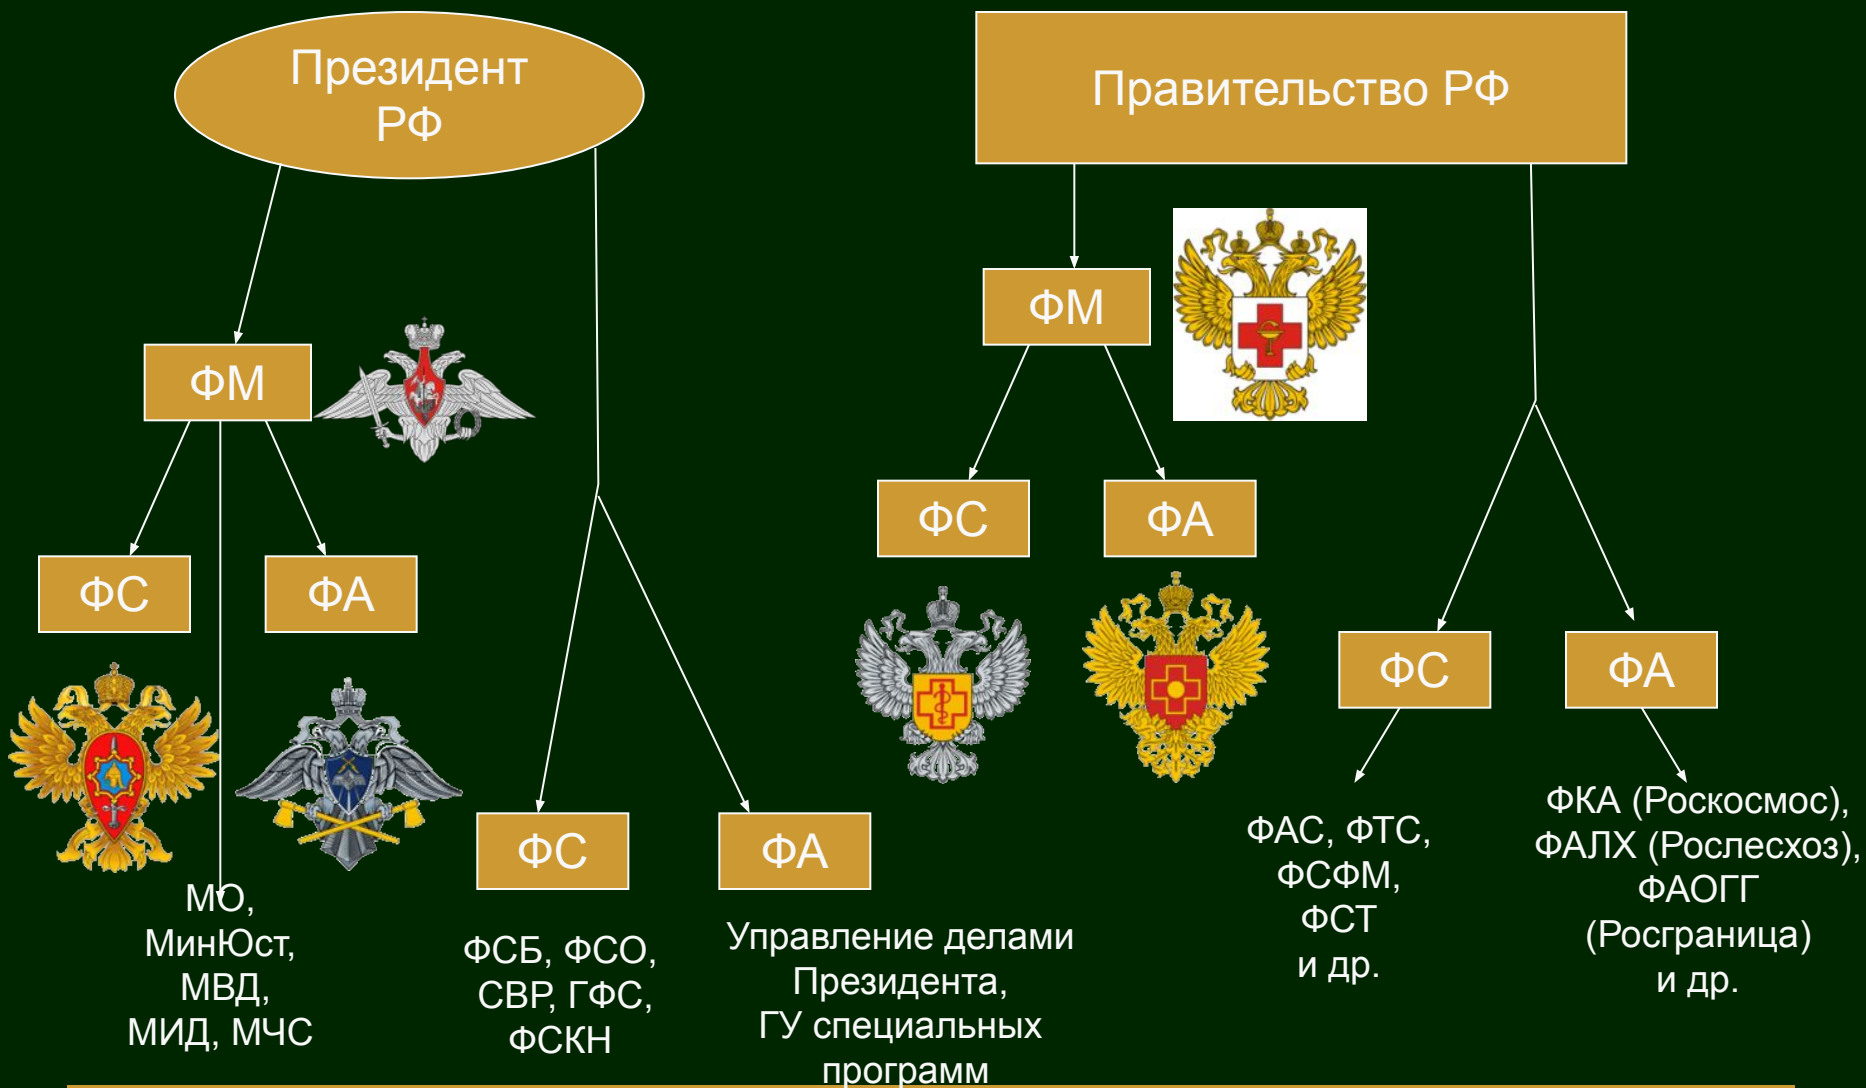 Президент
РФ
Правительство РФ
ФМ
ФМ
ФС
ФА
ФС
ФА
ФС
ФА
ФС
ФА
МО,
МинЮст,
МВД,
МИД, МЧС
ФСБ, ФСО,
СВР, ГФС,
ФСКН
Управление делами
Президента,
ГУ специальных
программ
ФАС, ФТС,
ФСФМ,
ФСТ
и др.
ФКА (Роскосмос),
ФАЛХ (Рослесхоз),
ФАОГГ
(Росграница)
и др.